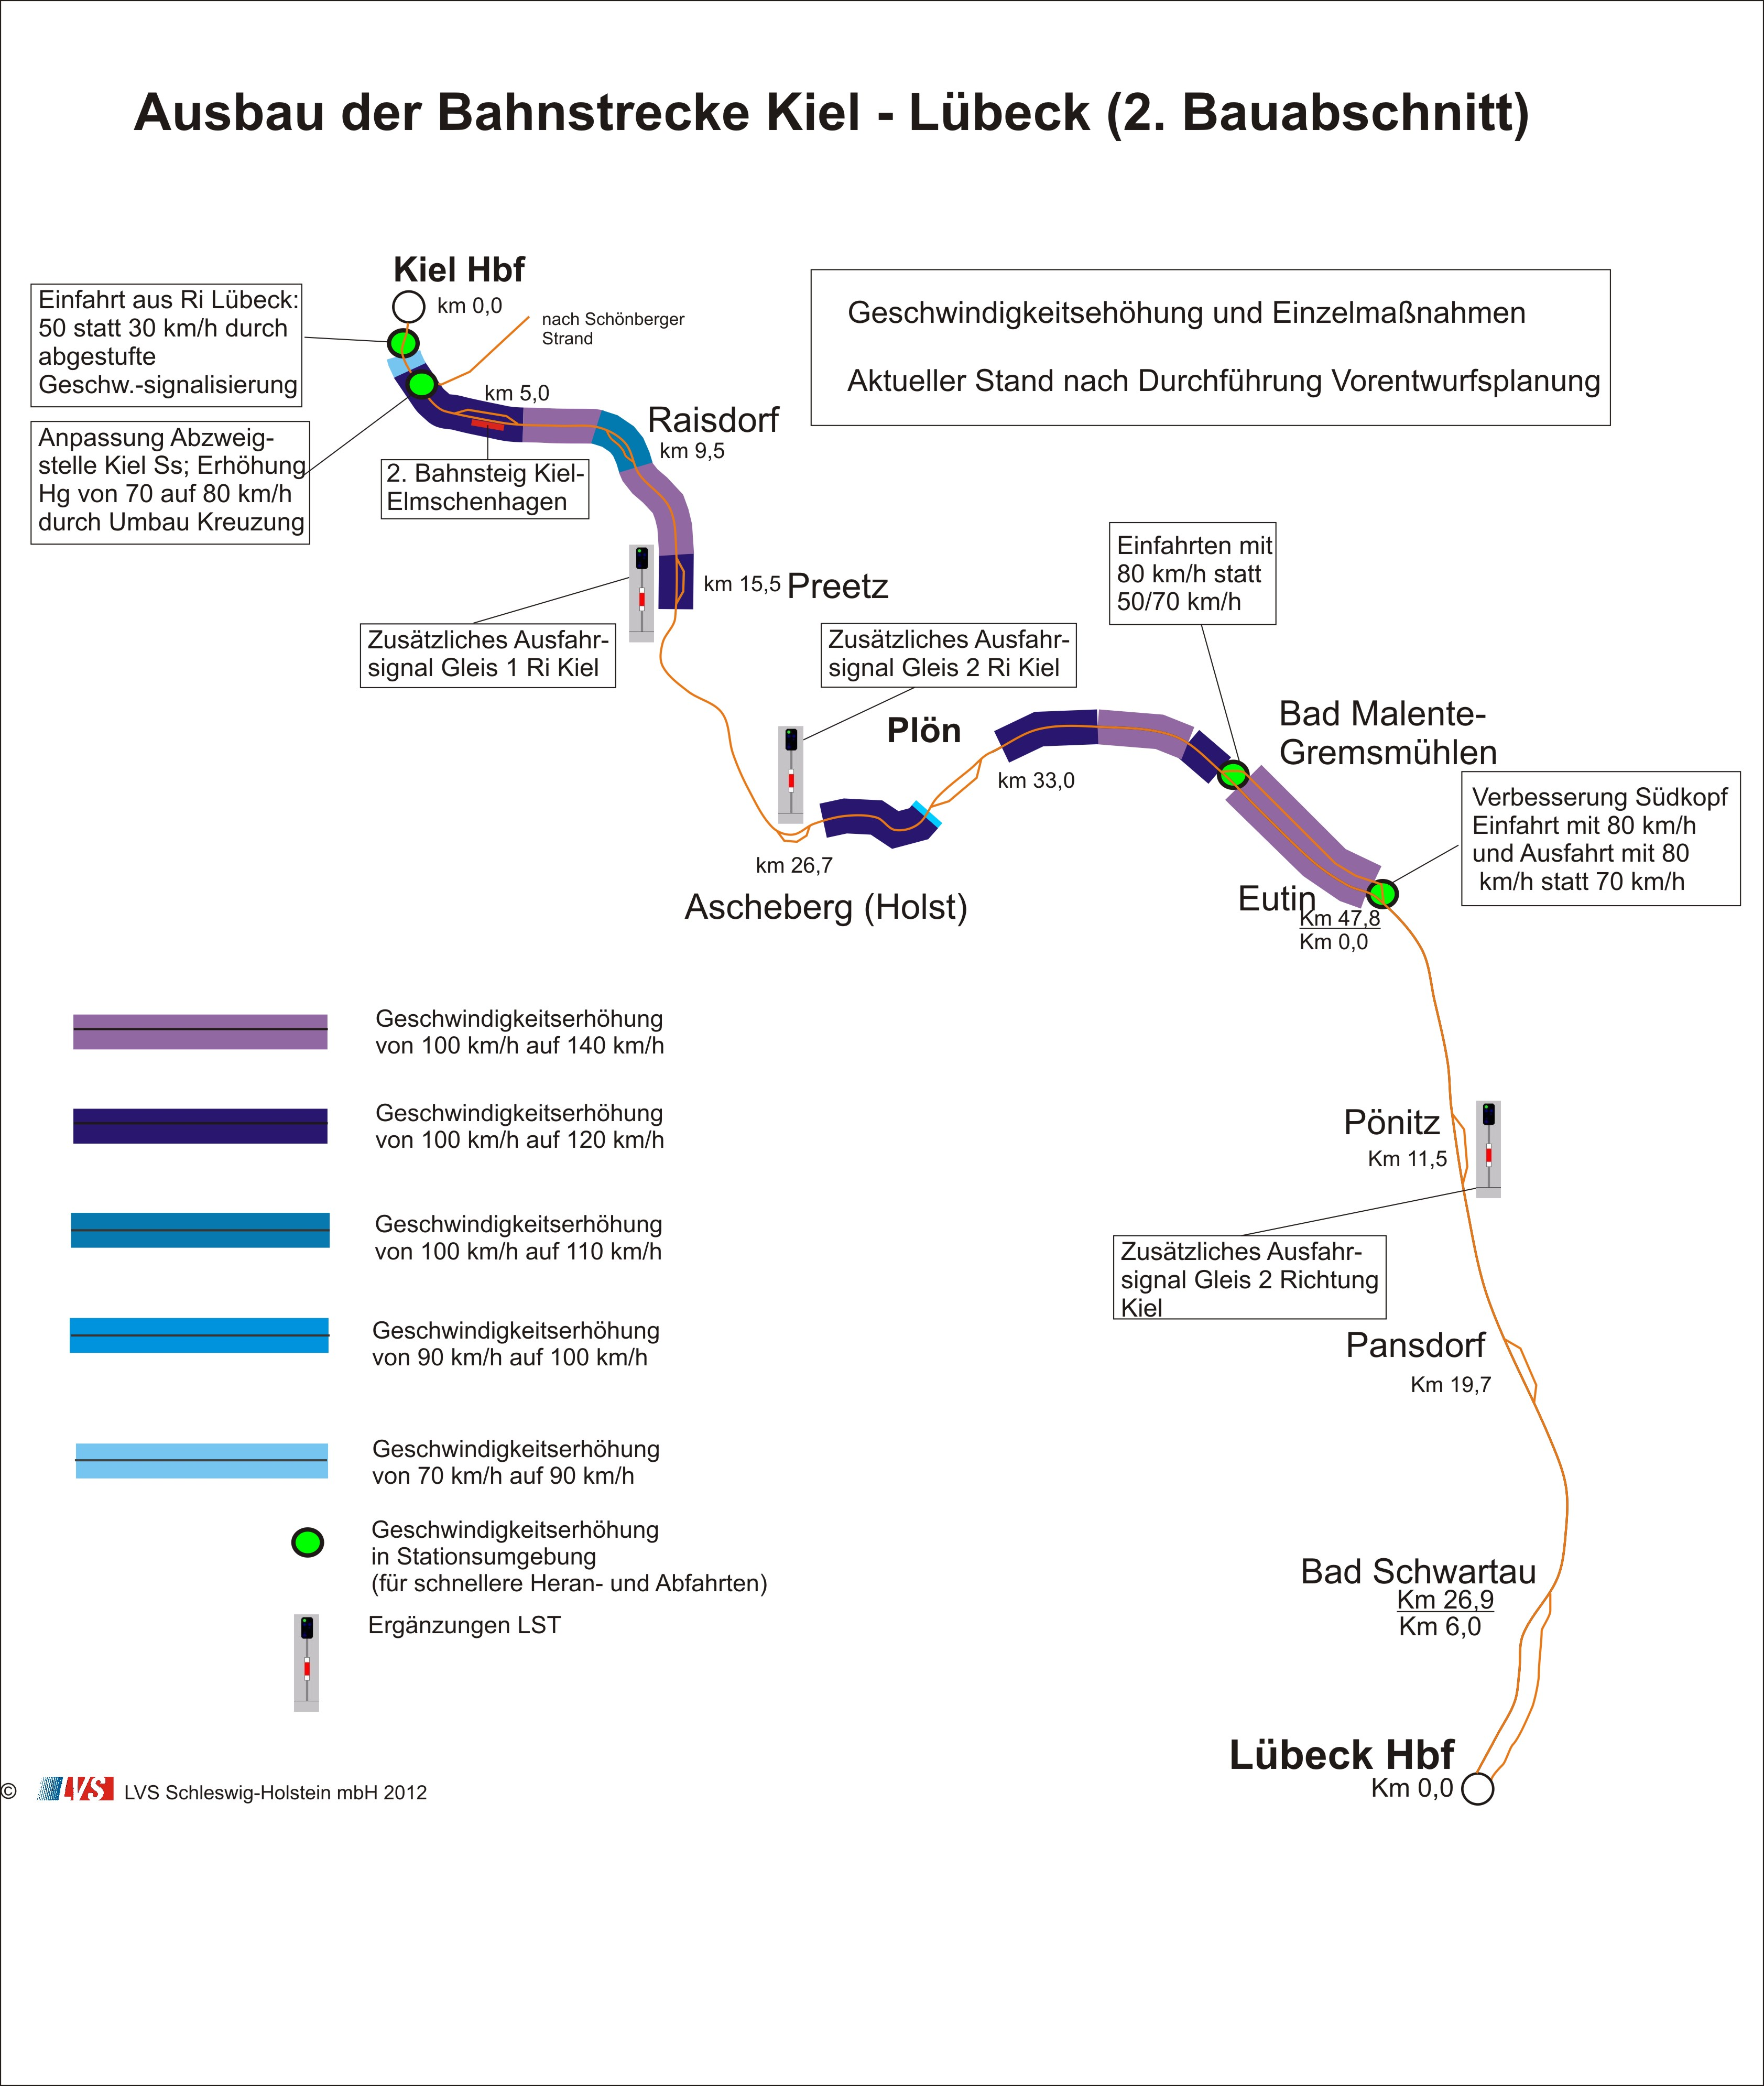 Ausbau der Bahnstrecke Kiel - Lübeck (2. Bauabschnitt)
Kiel Hbf
km 0,0
nach Schönberger
Strand
Einfahrt aus Ri Lübeck:
50 statt 30 km/h durch
abgestufte
Geschw.-signalisierung
Geschwindigkeitsehöhung und Einzelmaßnahmen
Aktueller Stand nach Durchführung Vorentwurfsplanung
Anpassung Abzweig-
stelle Kiel Ss; Erhöhung
Hg von 70 auf 80 km/h
durch Umbau Kreuzung
km 5,0
Raisdorf
km 9,5
2. Bahnsteig Kiel-
Elmschenhagen
km 15,5 Preetz
Einfahrten mit
80 km/h statt
50/70 km/h
Zusätzliches Ausfahr-
signal Gleis 1 Ri Kiel
Zusätzliches Ausfahr-
signal Gleis 2 Ri Kiel
Plön
km 33,0
Bad Malente-
Gremsmühlen
Verbesserung Südkopf
Einfahrt mit 80 km/h
und Ausfahrt mit 80
km/h statt 70 km/h
km 26,7
Ascheberg (Holst)
Eutin
Km 47,8
Km 0,0
Geschwindigkeitserhöhung
von 100 km/h auf 140 km/h
Geschwindigkeitserhöhung
von 100 km/h auf 120 km/h
Geschwindigkeitserhöhung
von 100 km/h auf 110 km/h
Geschwindigkeitserhöhung
von 90 km/h auf 100 km/h
Geschwindigkeitserhöhung
von 70 km/h auf 90 km/h
Geschwindigkeitserhöhung
in Stationsumgebung
(für schnellere Heran- und Abfahrten)
Ergänzungen LST
Pönitz
Km 11,5
Zusätzliches Ausfahr-
signal Gleis 2 Richtung
Kiel
Pansdorf
Km 19,7
Bad Schwartau
Km 26,9
Km 6,0
Lübeck Hbf
Km 0,0
© LVS LVS Schleswig-Holstein mbH 2012